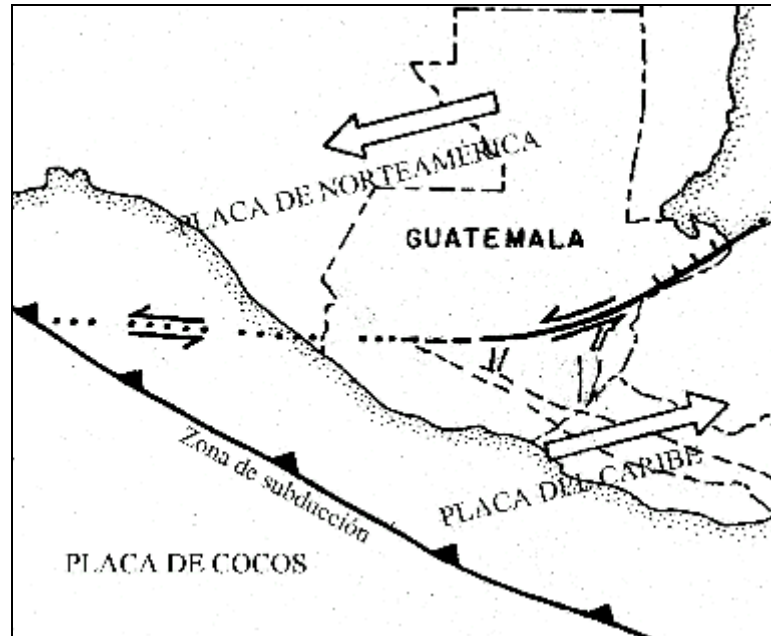 PLACA DE NORTEAMÉRICA
GUATEMALA
Zona de subducción
PLACA DEL CARIBE
PLACA DE COCOS